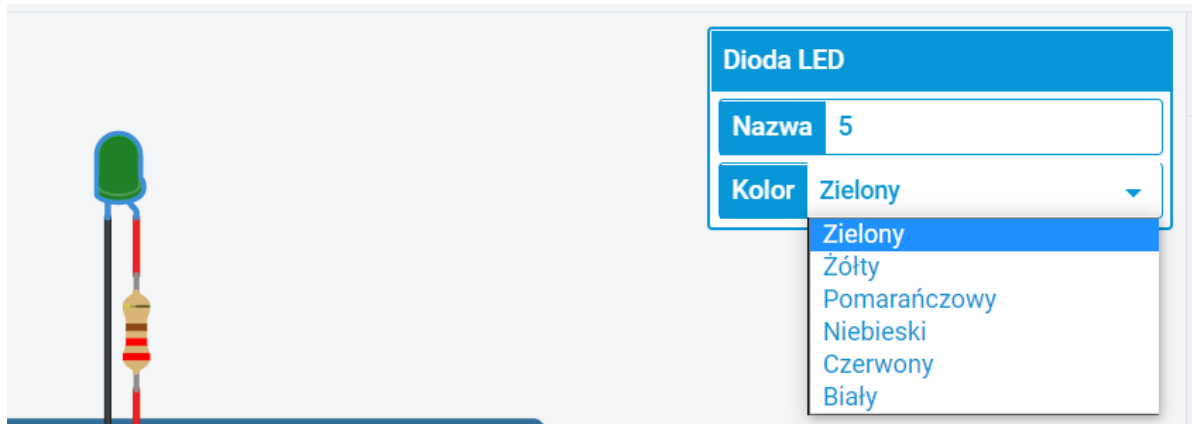 Dioda LED
Nazwa 5
Kolor Zielony
Zielony
Żółty
Pomarańczowy
Niebieski
Czerwony
Biały